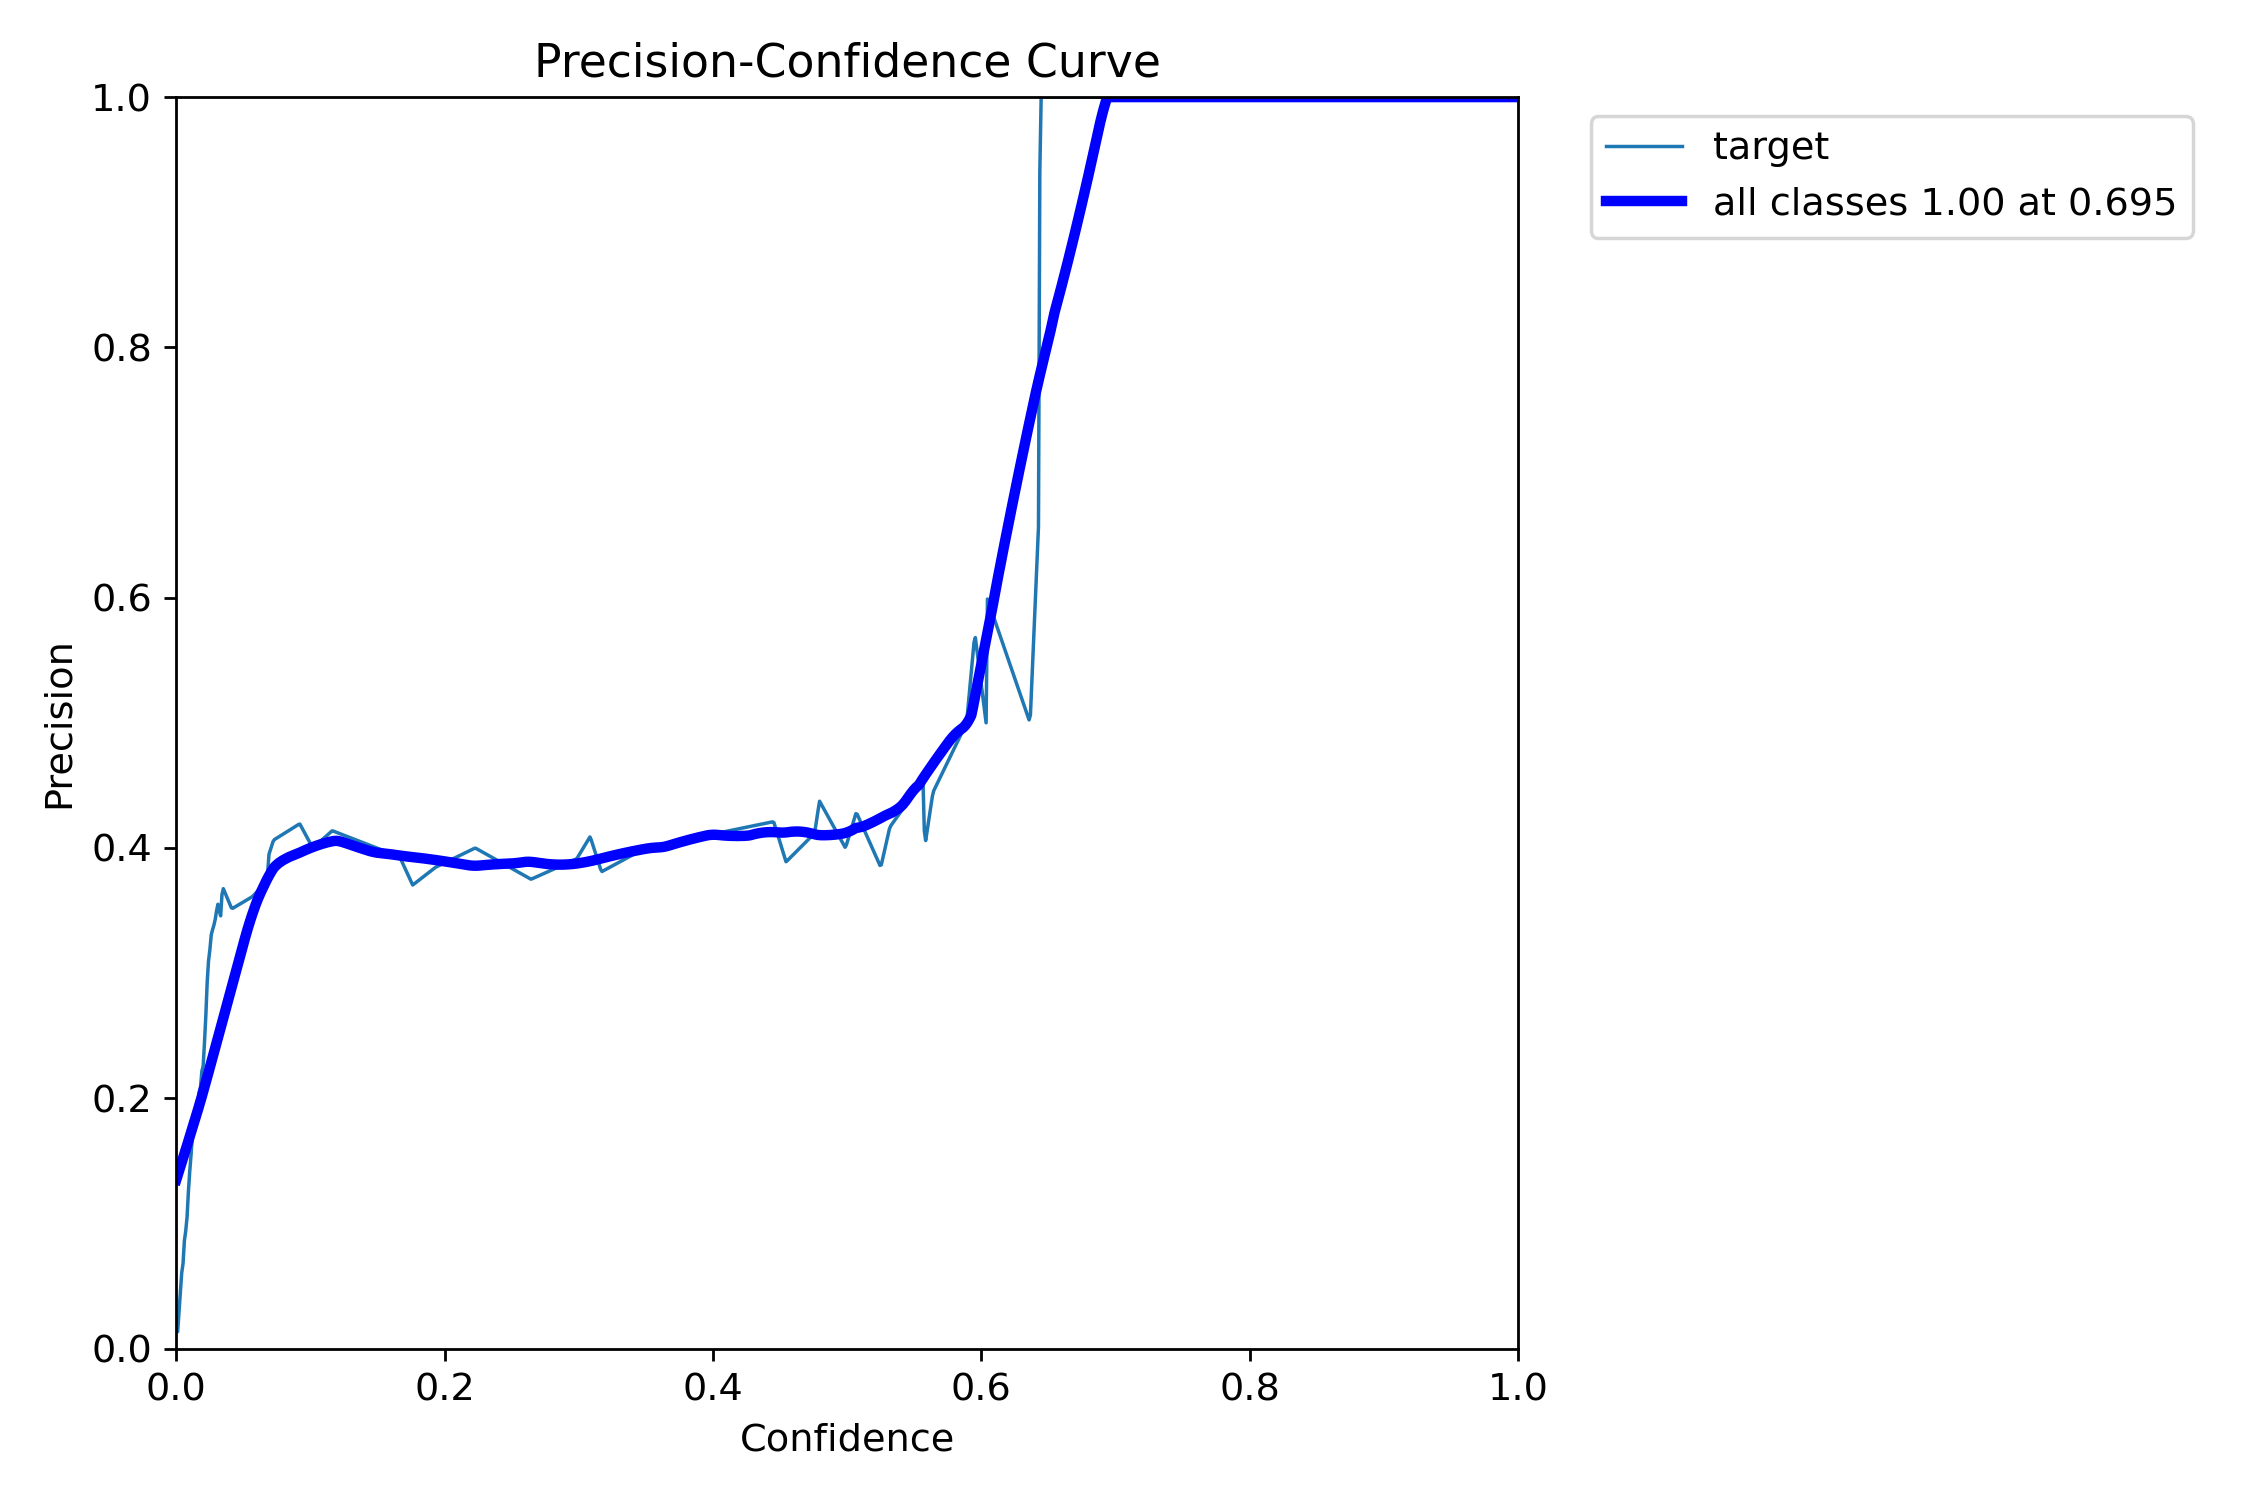 Precision-Confidence Curve
1.0
0.8
0.6
0.4
0.2
0.0
Precision
0.0 0.2 0.4 0.6 0.8 1.0
Confidence
target
all classes 1.00 at 0.695